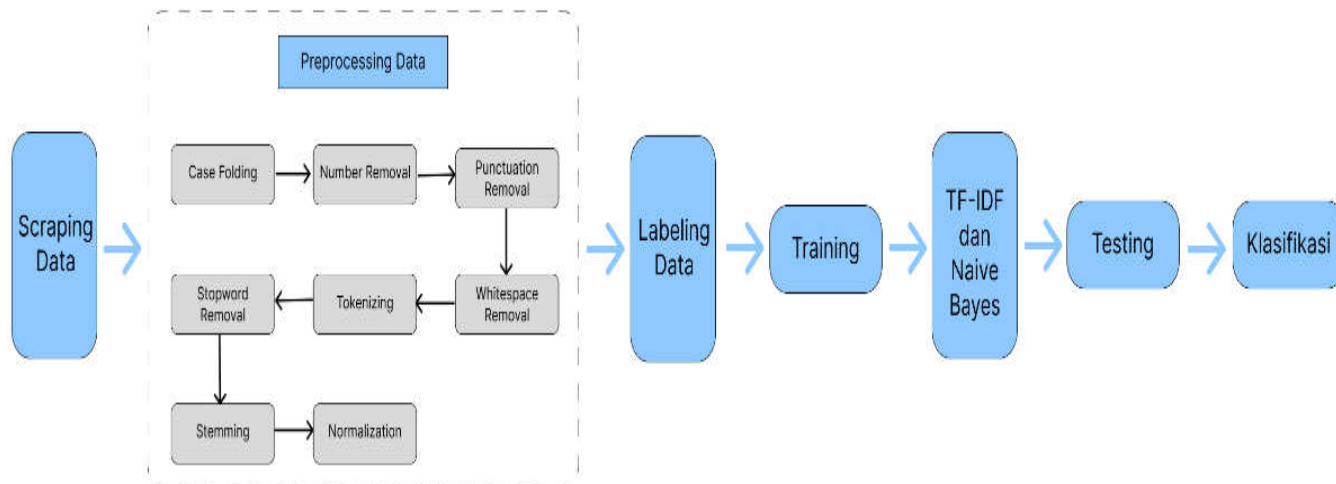 Scraping
Data
Preprocessing Data
Case Folding
Number Removal
Punctuation
Removal
Whitespace
Removal
Tokenizing
Stopword
Removal
Stemming
Normalization
Labeling
Data
Training
TF-IDF
dan
Naive
Bayes
Testing
Klasifikasi